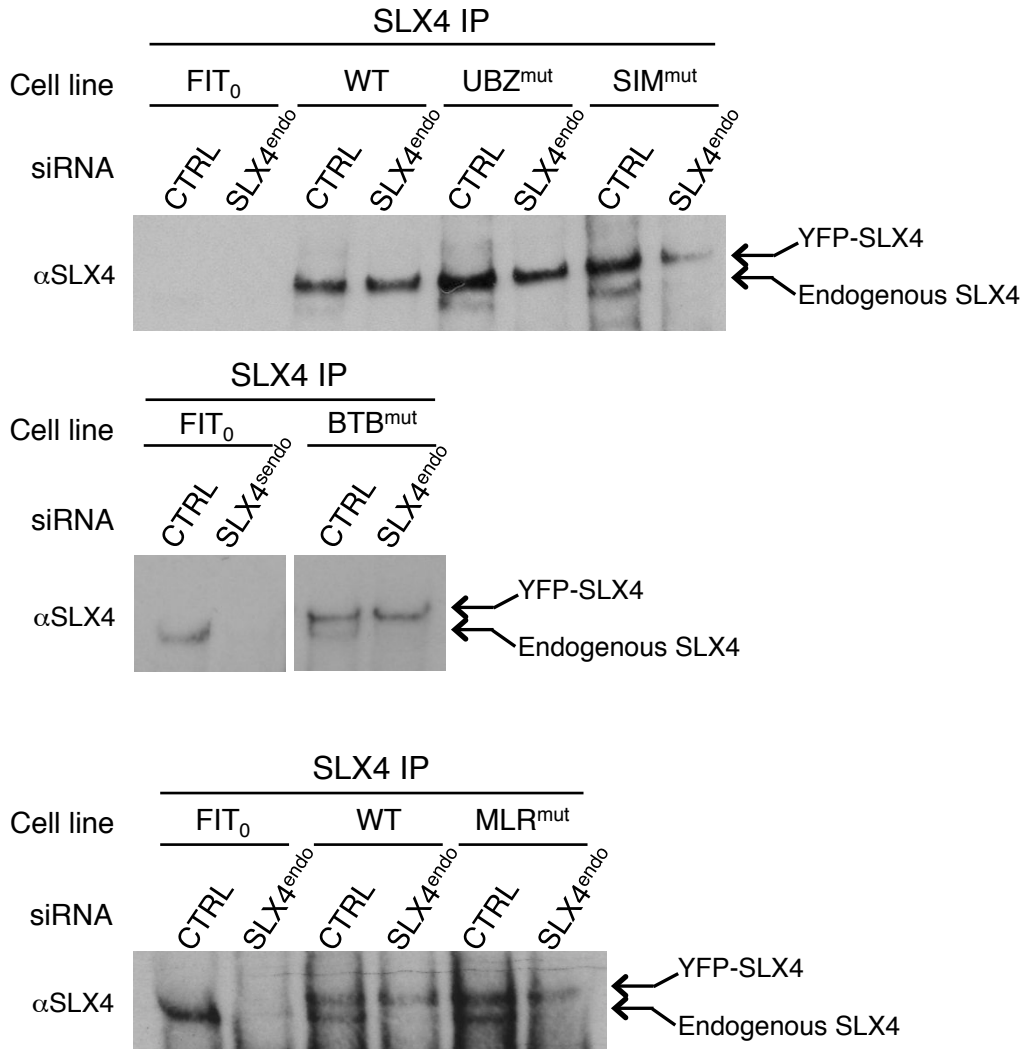 SLX4 IP
Cell line FIT₀ WT UBZᵐᵘᵗ SIMᵐᵘᵗ
siRNA CTRL SLX4ᵉⁿᵈᵒ CTRL SLX4ᵉⁿᵈᵒ CTRL SLX4ᵉⁿᵈᵒ CTRL SLX4ᵉⁿᵈᵒ
αSLX4
YFP-SLX4
Endogenous SLX4
SLX4 IP
Cell line FIT₀ BTBᵐᵘᵗ
siRNA CTRL SLX4ˢᵉⁿᵈᵒ CTRL SLX4ᵉⁿᵈᵒ
αSLX4
YFP-SLX4
Endogenous SLX4
SLX4 IP
Cell line FIT₀ WT MLRᵐᵘᵗ
siRNA CTRL SLX4ᵉⁿᵈᵒ CTRL SLX4ᵉⁿᵈᵒ CTRL SLX4ᵉⁿᵈᵒ
αSLX4
YFP-SLX4
Endogenous SLX4